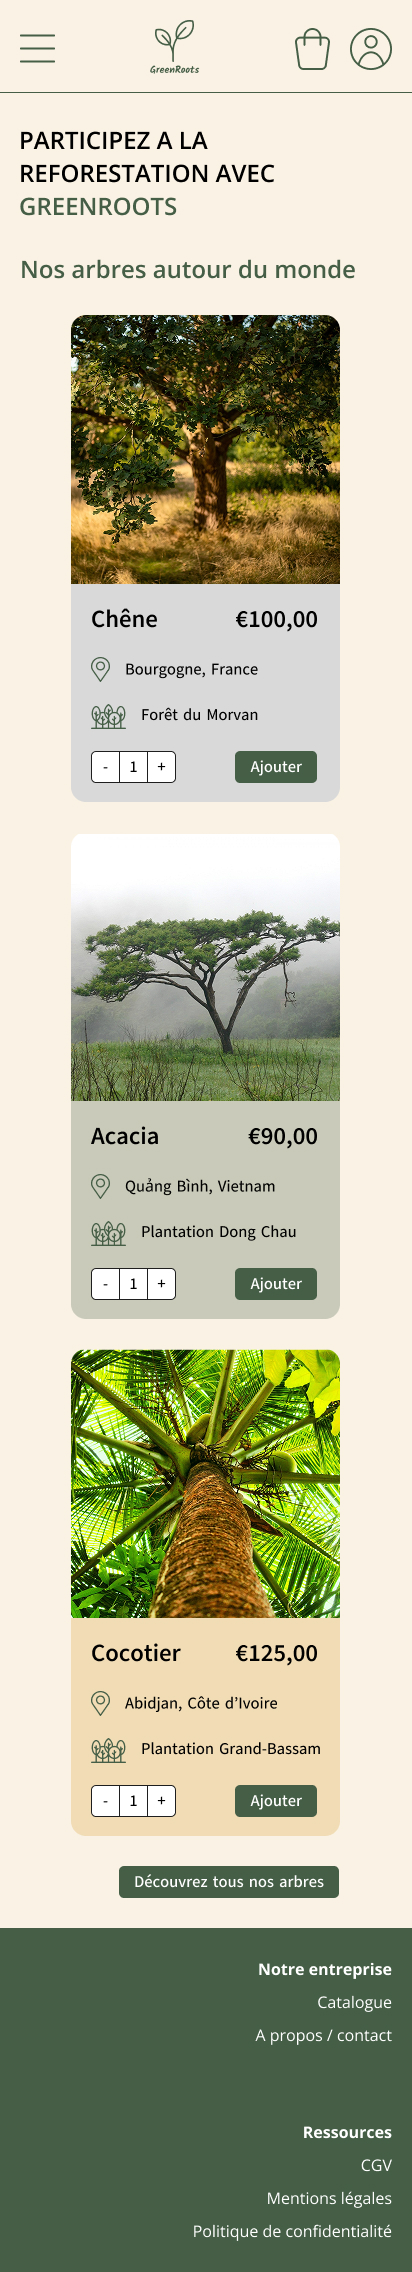 GreenRoots
PARTICIPEZ A LA
REFORESTATION AVEC
GREENROOTS
Nos arbres autour du monde
Chêne €100,00
Bourgogne, France
Forêt du Morvan
- 1 + Ajouter
Acacia €90,00
Quảng Bình, Vietnam
Plantation Dong Chau
- 1 + Ajouter
Cocotier €125,00
Abidjan, Côte d’Ivoire
Plantation Grand-Bassam
- 1 + Ajouter
Découvrez tous nos arbres
Notre entreprise
Catalogue
A propos / contact
Ressources
CGV
Mentions légales
Politique de confidentialité